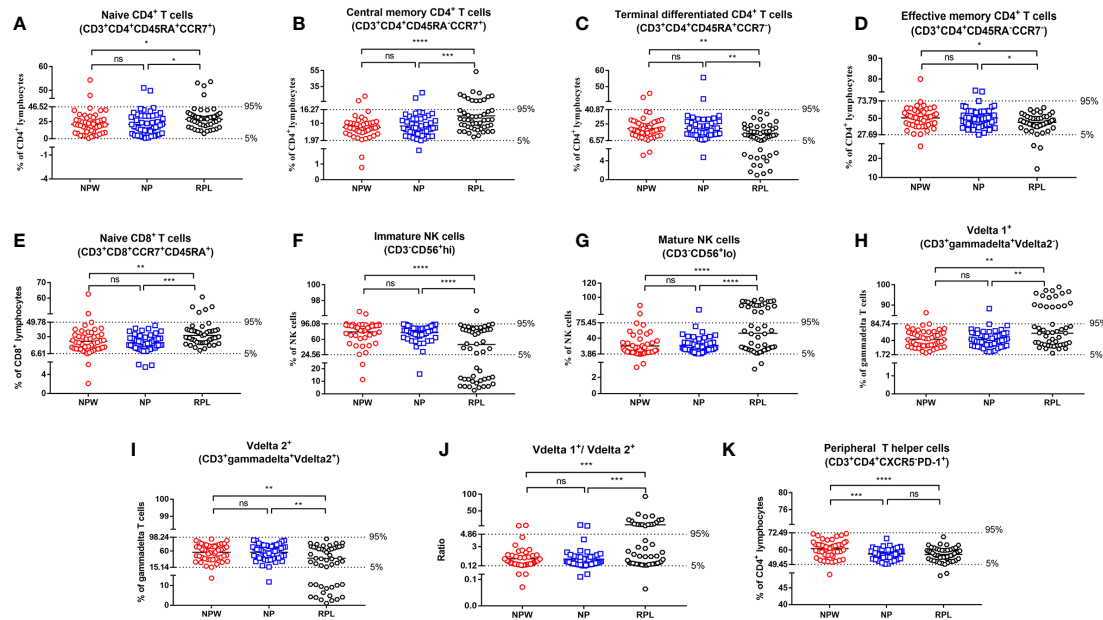 A
Naive CD4+ T cells
(CD3+CD4+CD45RA+CCR7+)
*
ns
*
% of CD4+ lymphocytes
60
50
46.52
25
0
-1
-4
95%
5%
NPW
NP
RPL
B
Central memory CD4+ T cells
(CD3+CD4+CD45RA-CCR7+)
****
ns
***
% of CD4+ lymphocytes
55
35
16.27
10
1.97
1
0
95%
5%
NPW
NP
RPL
C
Terminal differentiated CD4+ T cells
(CD3+CD4+CD45RA+CCR7-)
**
ns
**
% of CD4+ lymphocytes
60
50
40.87
25
6.57
4
2
0
95%
5%
NPW
NP
RPL
D
Effective memory CD4+ T cells
(CD3+CD4+CD45RA-CCR7-)
*
ns
*
% of CD4+ lymphocytes
90
80
73.79
50
27.69
20
10
95%
5%
NPW
NP
RPL
E
Naive CD8+ T cells
(CD3+CD8+CCR7+CD45RA+)
**
ns
***
% of CD8+ lymphocytes
70
60
49.78
30
6.61
4
2
0
95%
5%
NPW
NP
RPL
F
Immature NK cells
(CD3-CD56+hi)
****
ns
****
% of NK cells
100
98
96.08
60
24.56
20
10
0
95%
5%
NPW
NP
RPL
G
Mature NK cells
(CD3-CD56+lo)
****
ns
****
% of NK cells
100
75.45
40
3.86
2
0
95%
5%
NPW
NP
RPL
H
Vdelta 1+
(CD3+gammadelta+Vdelta2-)
**
ns
**
% of gammadelta T cells
100
90
84.74
40
1.72
1
0
95%
5%
NPW
NP
RPL
I
Vdelta 2+
(CD3+gammadelta+Vdelta2+)
**
ns
**
% of gammadelta T cells
100
99
98.24
60
15.14
10
0
95%
5%
NPW
NP
RPL
J
Vdelta 1+/ Vdelta 2+
***
ns
***
Ratio
100
50
4.86
3
0.12
0.1
0.0
95%
5%
NPW
NP
RPL
K
Peripheral T helper cells
(CD3+CD4+CXCR5-PD-1+)
****
***
ns
% of CD4+ lymphocytes
79
76
72.49
60
49.45
45
40
95%
5%
NPW
NP
RPL